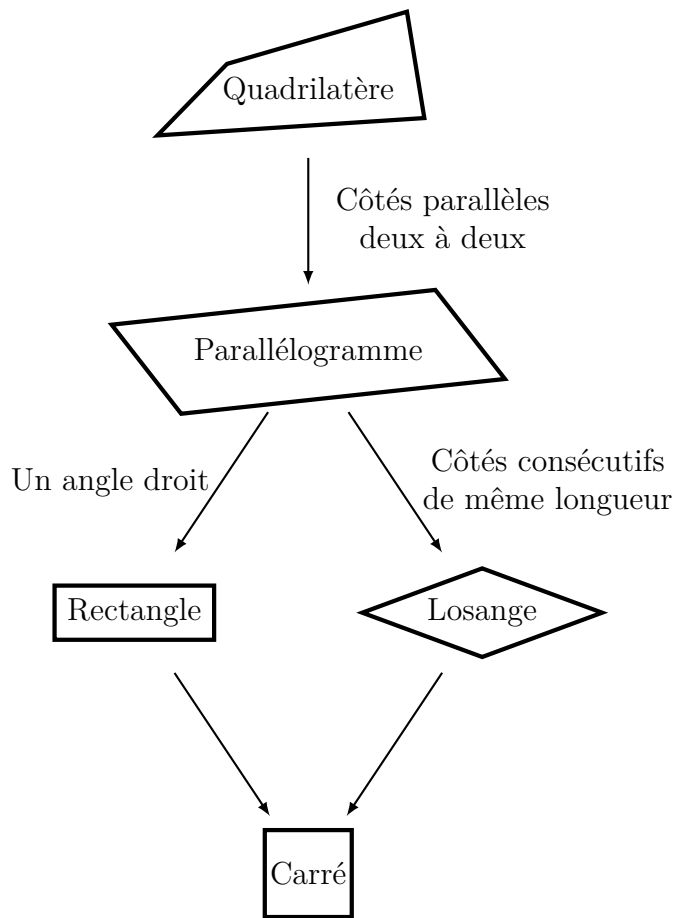 Quadrilatère
Côtés parallèles
deux à deux
Parallélogramme
Un angle droit
Côtés consécutifs
de même longueur
Rectangle
Losange
Carré